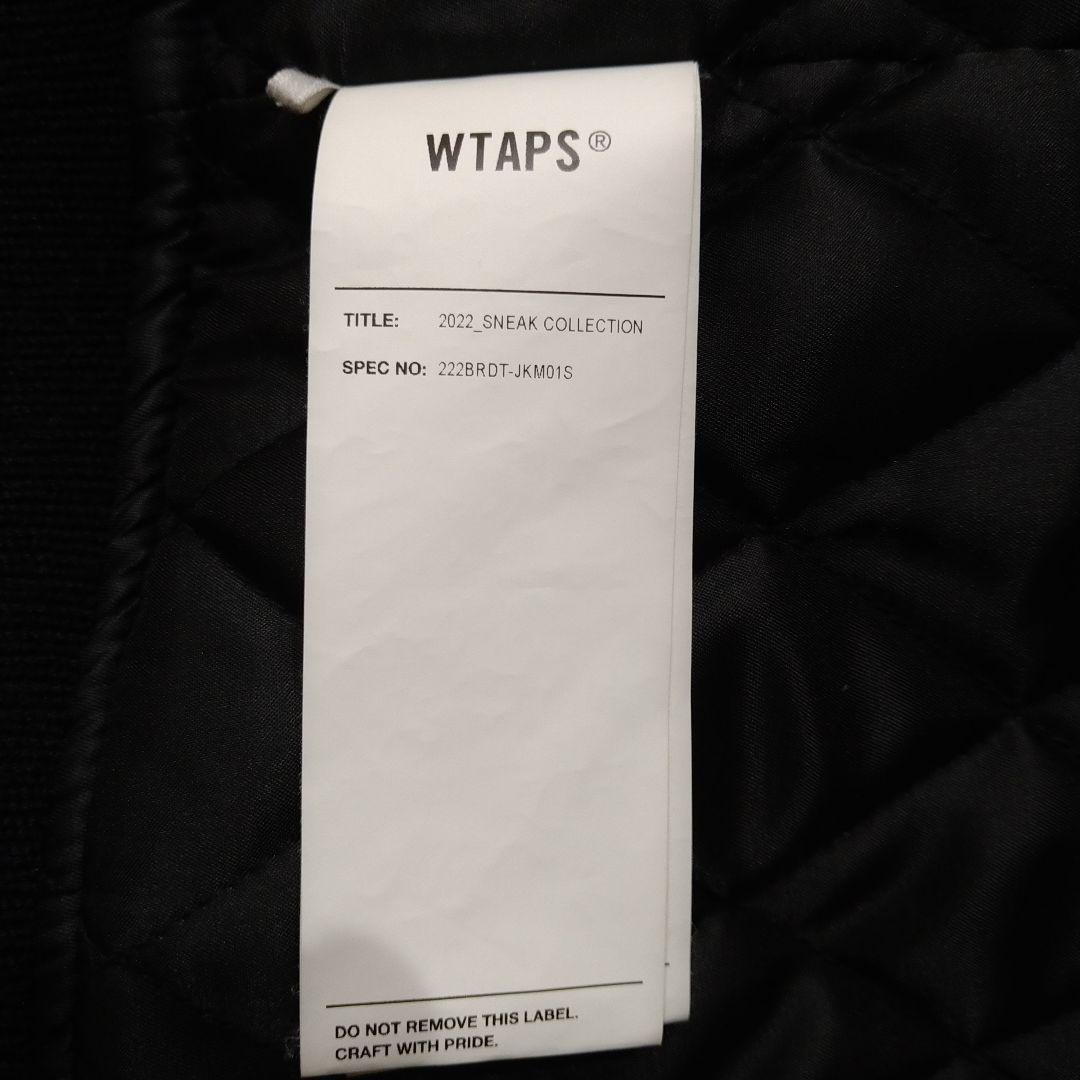 WTAPS®
TITLE: 2022_SNEAK COLLECTION
SPEC NO: 222BRDT-JKM01S
DO NOT REMOVE THIS LABEL.
CRAFT WITH PRIDE.